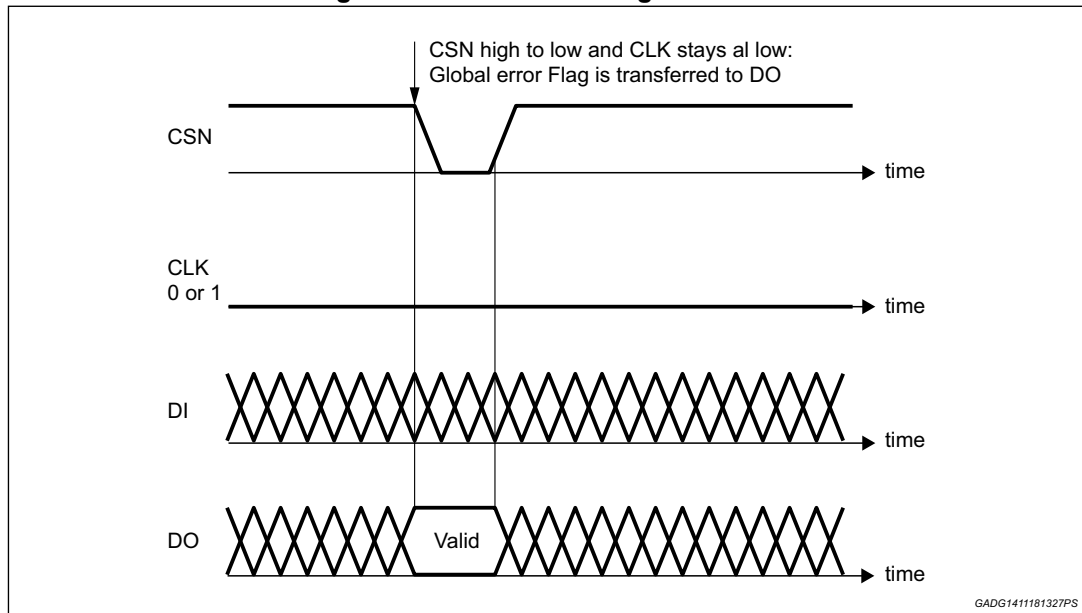 CSN high to low and CLK stays al low:
Global error Flag is transferred to DO
CSN
time
CLK
0 or 1
time
DI
time
DO
Valid
time
GADG1411181327PS